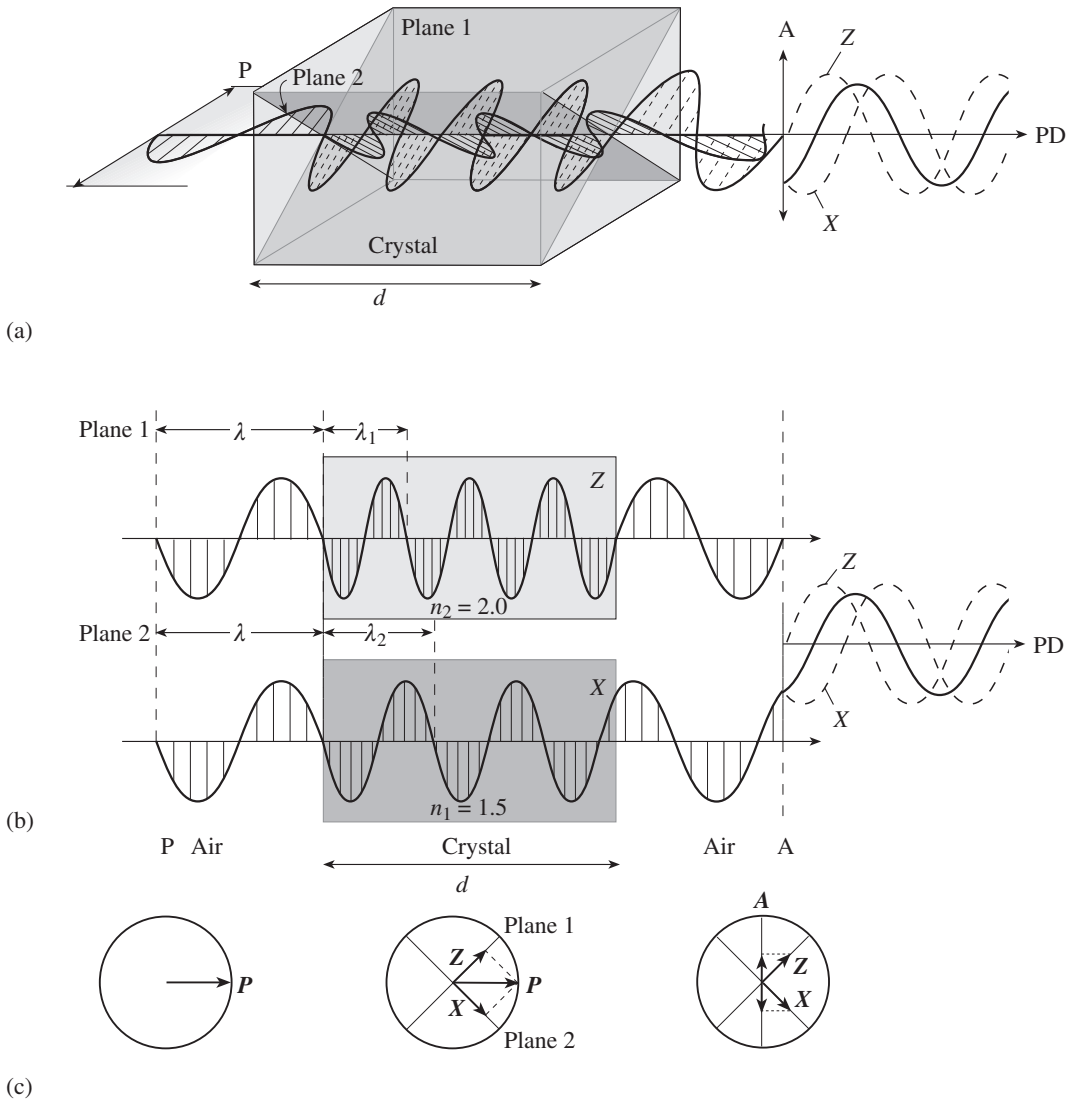 Plane 1
A
Z
P
Plane 2
PD
X
Crystal
d
(a)
Plane 1
λ
λ₁
Z
n₂ = 2.0
Z
Plane 2
λ
λ₂
PD
X
X
n₁ = 1.5
(b)
P Air
Crystal
Air
A
d
A
Plane 1
Z
Z
P
P
X
X
Plane 2
(c)